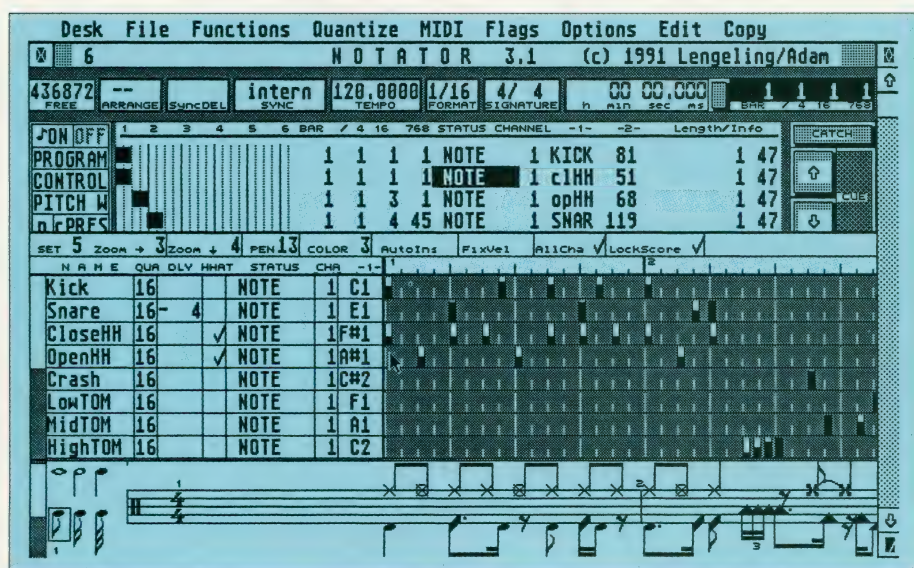 Desk File Functions Quantize MIDI Flags Options Edit Copy
6 NOTATOR 3.1 (c) 1991 Lengeling/Adam
436872 -- intern 120.0000 1/16 4/ 4 00 00.000 1 1 1 1
FREE ARRANGE SyncDEL SYNC TEMPO FORMAT SIGNATURE h min sec ms BAR / 4 16 768
ON OFF 1 2 3 4 5 6 BAR / 4 16 768 STATUS CHANNEL -1- -2- Length/Info CATCH
PROGRAM 1 1 1 1 NOTE 1 KICK 81 1 47
CONTROL 1 1 1 1 NOTE 1 clHH 51 1 47
PITCH W 1 1 3 1 NOTE 1 opHH 68 1 47 CUE
cPRES 1 1 4 45 NOTE 1 SNAR 119 1 47
SET 5 Zoom → 3 Zoom ↓ 4 PEN 13 COLOR 3 AutoIns FixVel AllCha √ LockScore √
NAME QUA DLY HHAT STATUS CHA -1- 1 2
Kick 16 NOTE 1 C1
Snare 16- 4 NOTE 1 E1
CloseHH 16 √ NOTE 1 F#1
OpenHH 16 √ NOTE 1 A#1
Crash 16 NOTE 1 C#2
LowTOM 16 NOTE 1 F1
MidTOM 16 NOTE 1 A1
HighTOM 16 NOTE 1 C2
1 2
4
4
1 3